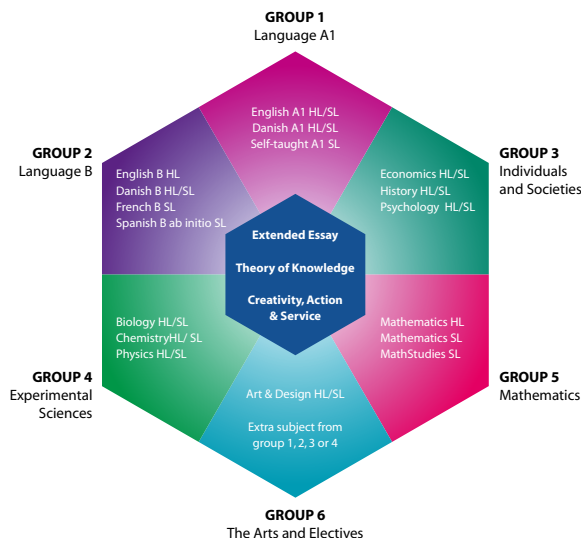 GROUP 1
Language A1
English A1 HL/SL
Danish A1 HL/SL
Self-taught A1 SL
GROUP 2
Language B
English B HL
Danish B HL/SL
French B SL
Spanish B ab initio SL
GROUP 3
Individuals
and Societies
Economics HL/SL
History HL/SL
Psychology HL/SL
Extended Essay
Theory of Knowledge
Creativity, Action
& Service
GROUP 4
Experimental
Sciences
Biology HL/SL
ChemistryHL/ SL
Physics HL/SL
GROUP 5
Mathematics
Mathematics HL
Mathematics SL
MathStudies SL
Art & Design HL/SL
Extra subject from
group 1, 2, 3 or 4
GROUP 6
The Arts and Electives